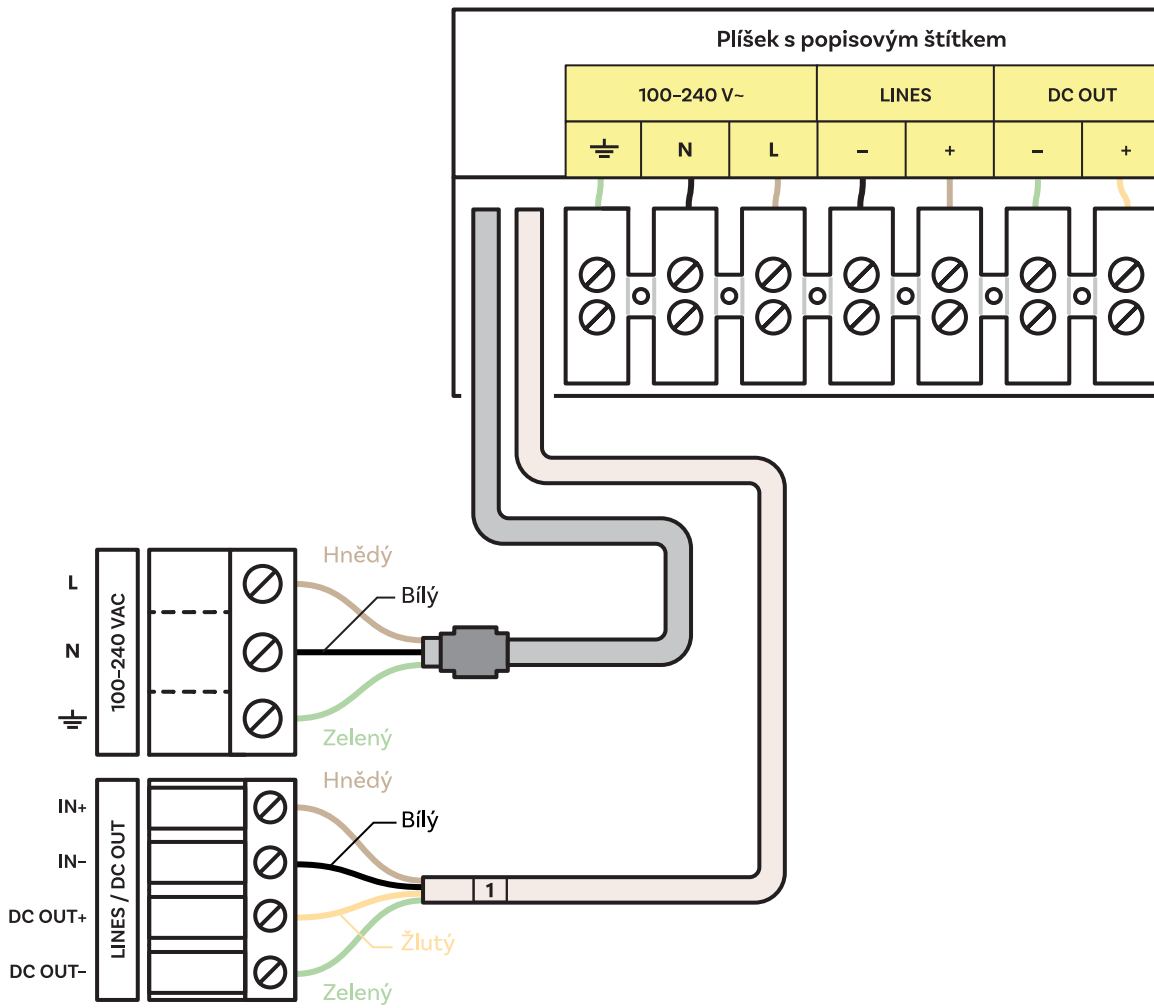 Plíšek s popisovým štítkem
100–240 V~ LINES DC OUT
N L – + – +
Hnědý
L
Bílý
N
100–240 VAC
Zelený
Hnědý
IN+
Bílý
IN–
LINES / DC OUT
1
DC OUT+
Žlutý
DC OUT–
Zelený